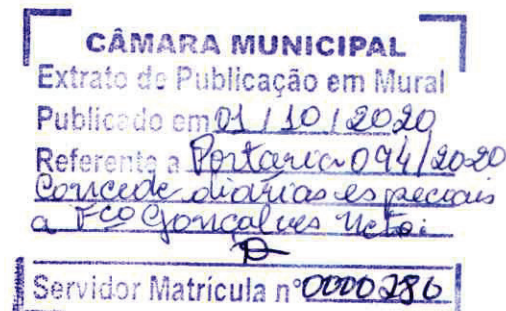 CÂMARA MUNICIPAL
Extrato de Publicação em Mural
Publicado em 01 / 10 / 2020
Referente a Portaria 094/2020
Concede diárias especiais
a Fco Gonçalves Neto.
Servidor Matrícula nº 0000286